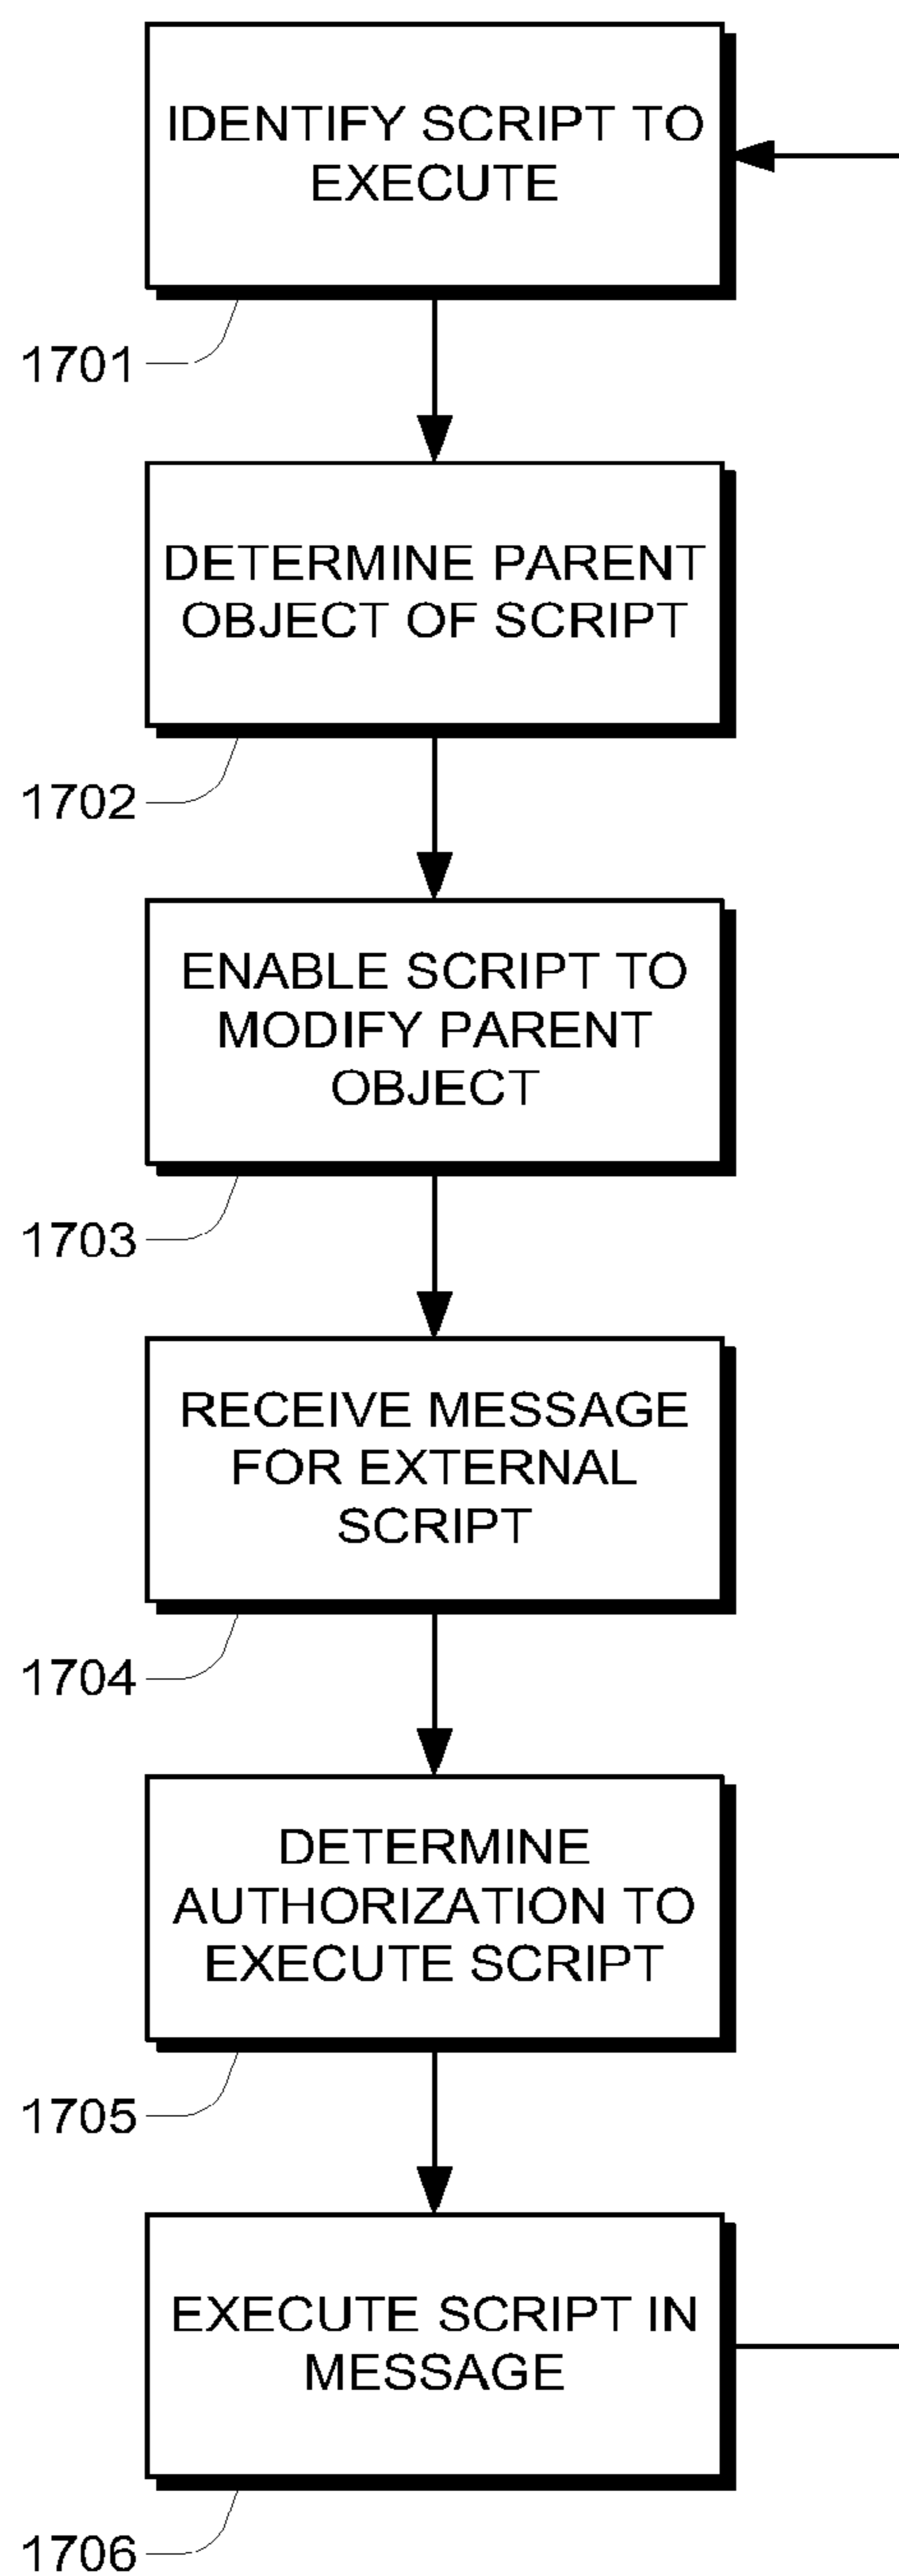 IDENTIFY SCRIPT TO
EXECUTE
1701
DETERMINE PARENT
OBJECT OF SCRIPT
1702
ENABLE SCRIPT TO
MODIFY PARENT
OBJECT
1703
RECEIVE MESSAGE
FOR EXTERNAL
SCRIPT
1704
DETERMINE
AUTHORIZATION TO
EXECUTE SCRIPT
1705
EXECUTE SCRIPT IN
MESSAGE
1706